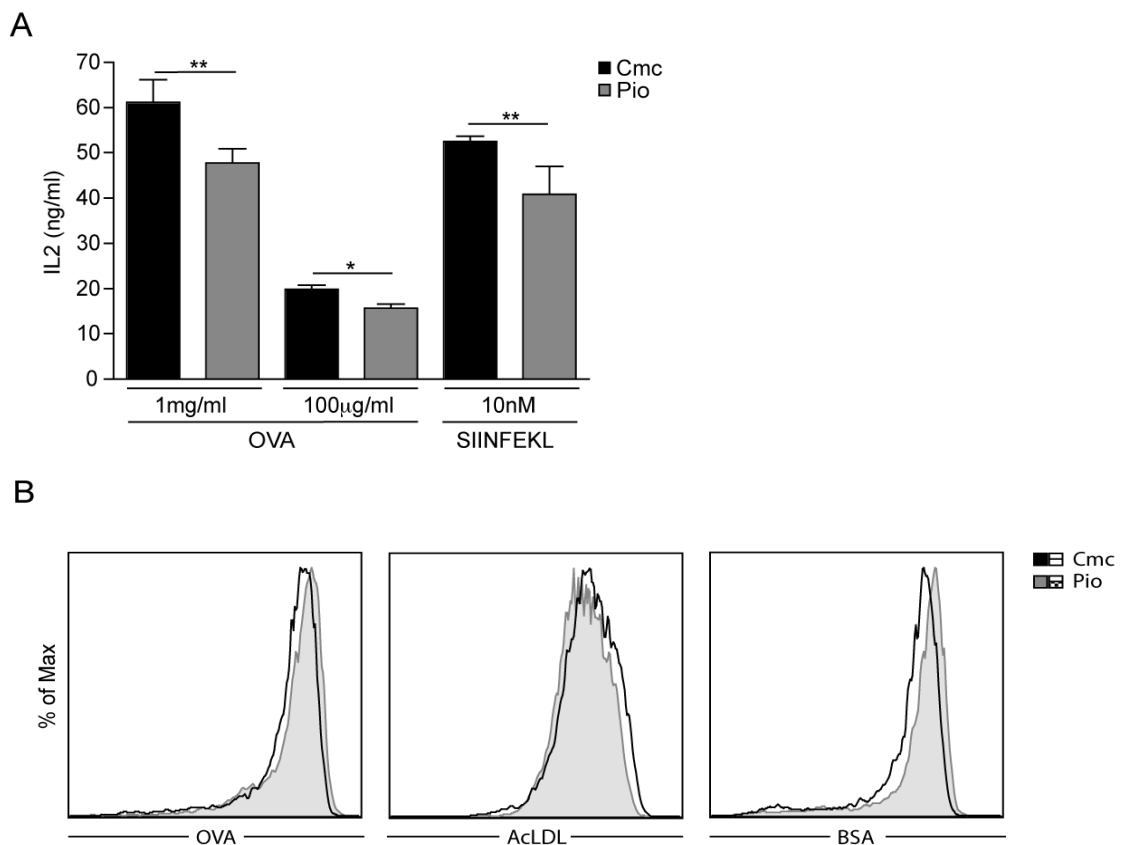 A
70
60
50
40
30
20
10
0
IL2 (ng/ml)
**
*
**
Cmc
Pio
1mg/ml
100μg/ml
10nM
OVA
SIINFEKL
B
% of Max
OVA
AcLDL
BSA
Cmc
Pio